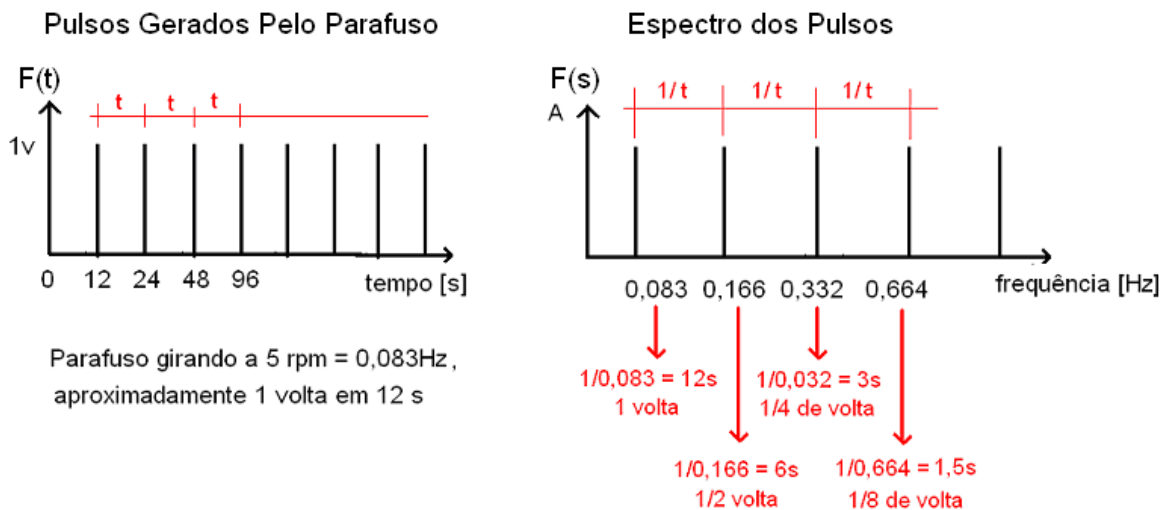 Pulsos Gerados Pelo Parafuso
F(t)
t t t
1v
0 12 24 48 96 tempo [s]
Parafuso girando a 5 rpm = 0,083Hz,
aproximadamente 1 volta em 12 s
Espectro dos Pulsos
F(s)
A
1/t 1/t 1/t
0,083 0,166 0,332 0,664 frequência [Hz]
1/0,083 = 12s
1 volta
1/0,032 = 3s
1/4 de volta
1/0,166 = 6s
1/2 volta
1/0,664 = 1,5s
1/8 de volta